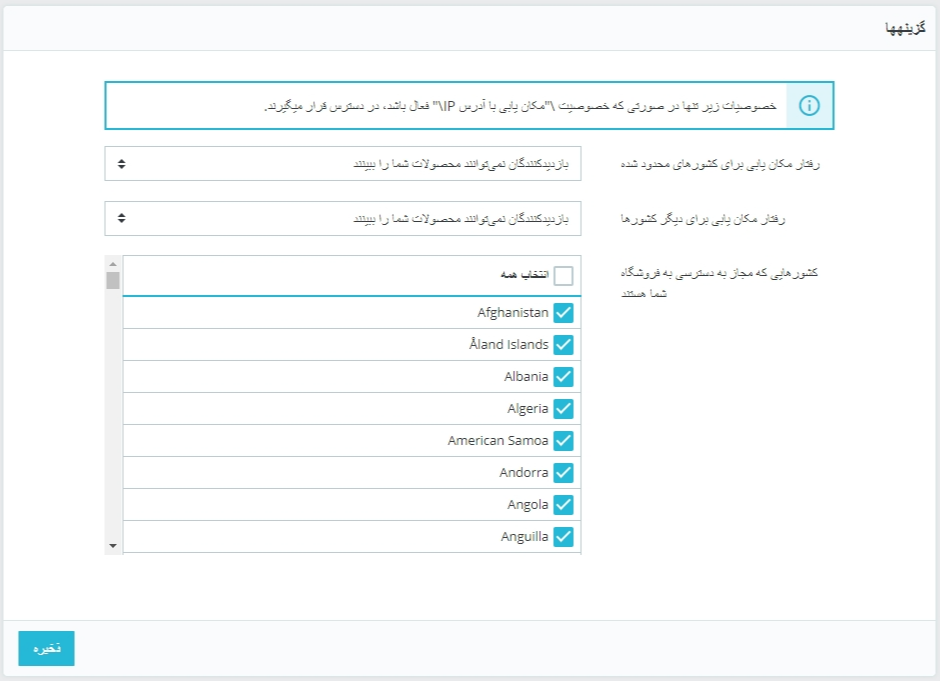 گزینهها
خصوصیات زیر تنها در صورتی که خصوصیت \"مکان یابی با آدرس IP\" فعال باشد، در دسترس قرار میگیرند.
رفتار مکان یابی برای کشورهای محدود شده
بازدیدکنندگان نمی‌توانند محصولات شما را ببینند
رفتار مکان یابی برای دیگر کشورها
بازدیدکنندگان نمی‌توانند محصولات شما را ببینند
کشورهایی که مجاز به دسترسی به فروشگاه
شما هستند
انتخاب همه
Afghanistan
Åland Islands
Albania
Algeria
American Samoa
Andorra
Angola
Anguilla
ذخیره